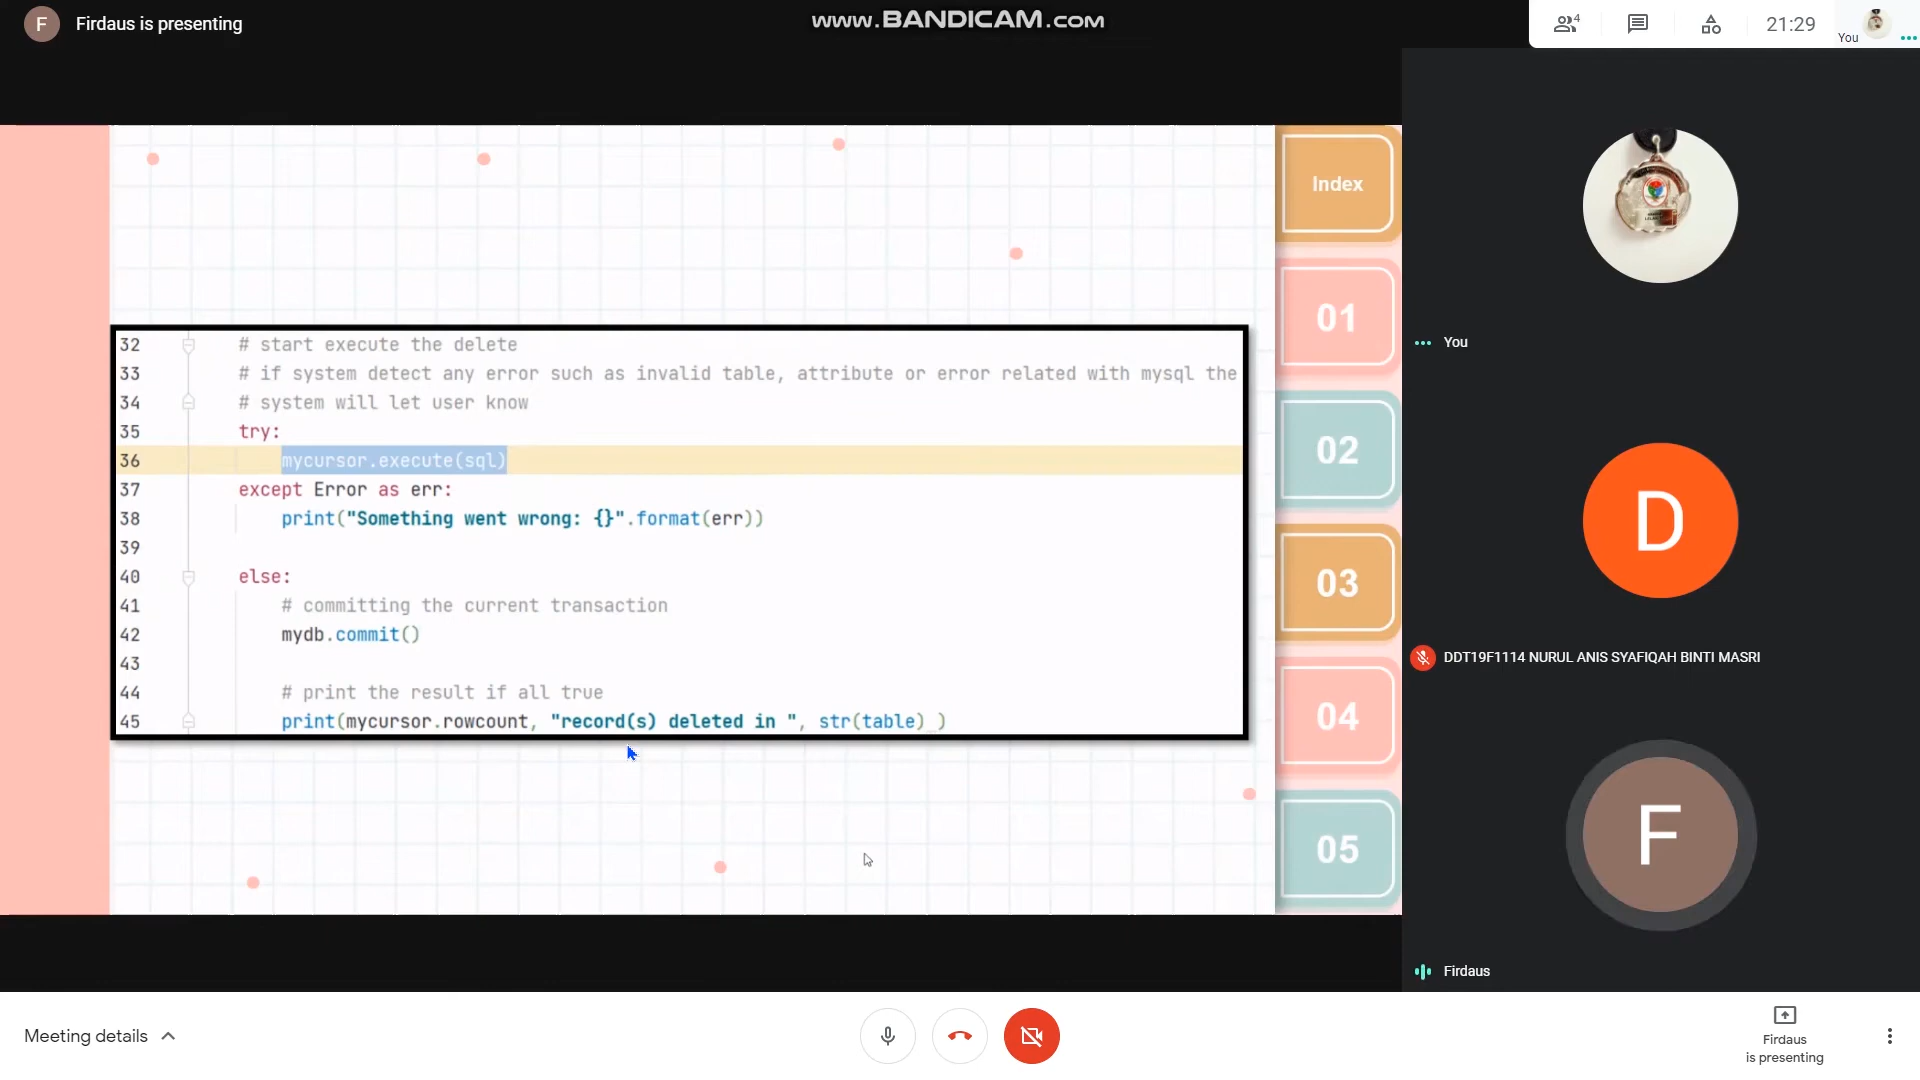 F Firdaus is presenting
www.BANDICAM.com
4
21:29
You
Index
01
02
03
04
05
32 # start execute the delete
33 # if system detect any error such as invalid table, attribute or error related with mysql the
34 # system will let user know
35 try:
36 mycursor.execute(sql)
37 except Error as err:
38 print("Something went wrong: {}".format(err))
39
40 else:
41 # committing the current transaction
42 mydb.commit()
43
44 # print the result if all true
45 print(mycursor.rowcount, "record(s) deleted in ", str(table) )
You
D
DDT19F1114 NURUL ANIS SYAFIQAH BINTI MASRI
F
Firdaus
Meeting details
Firdaus
is presenting